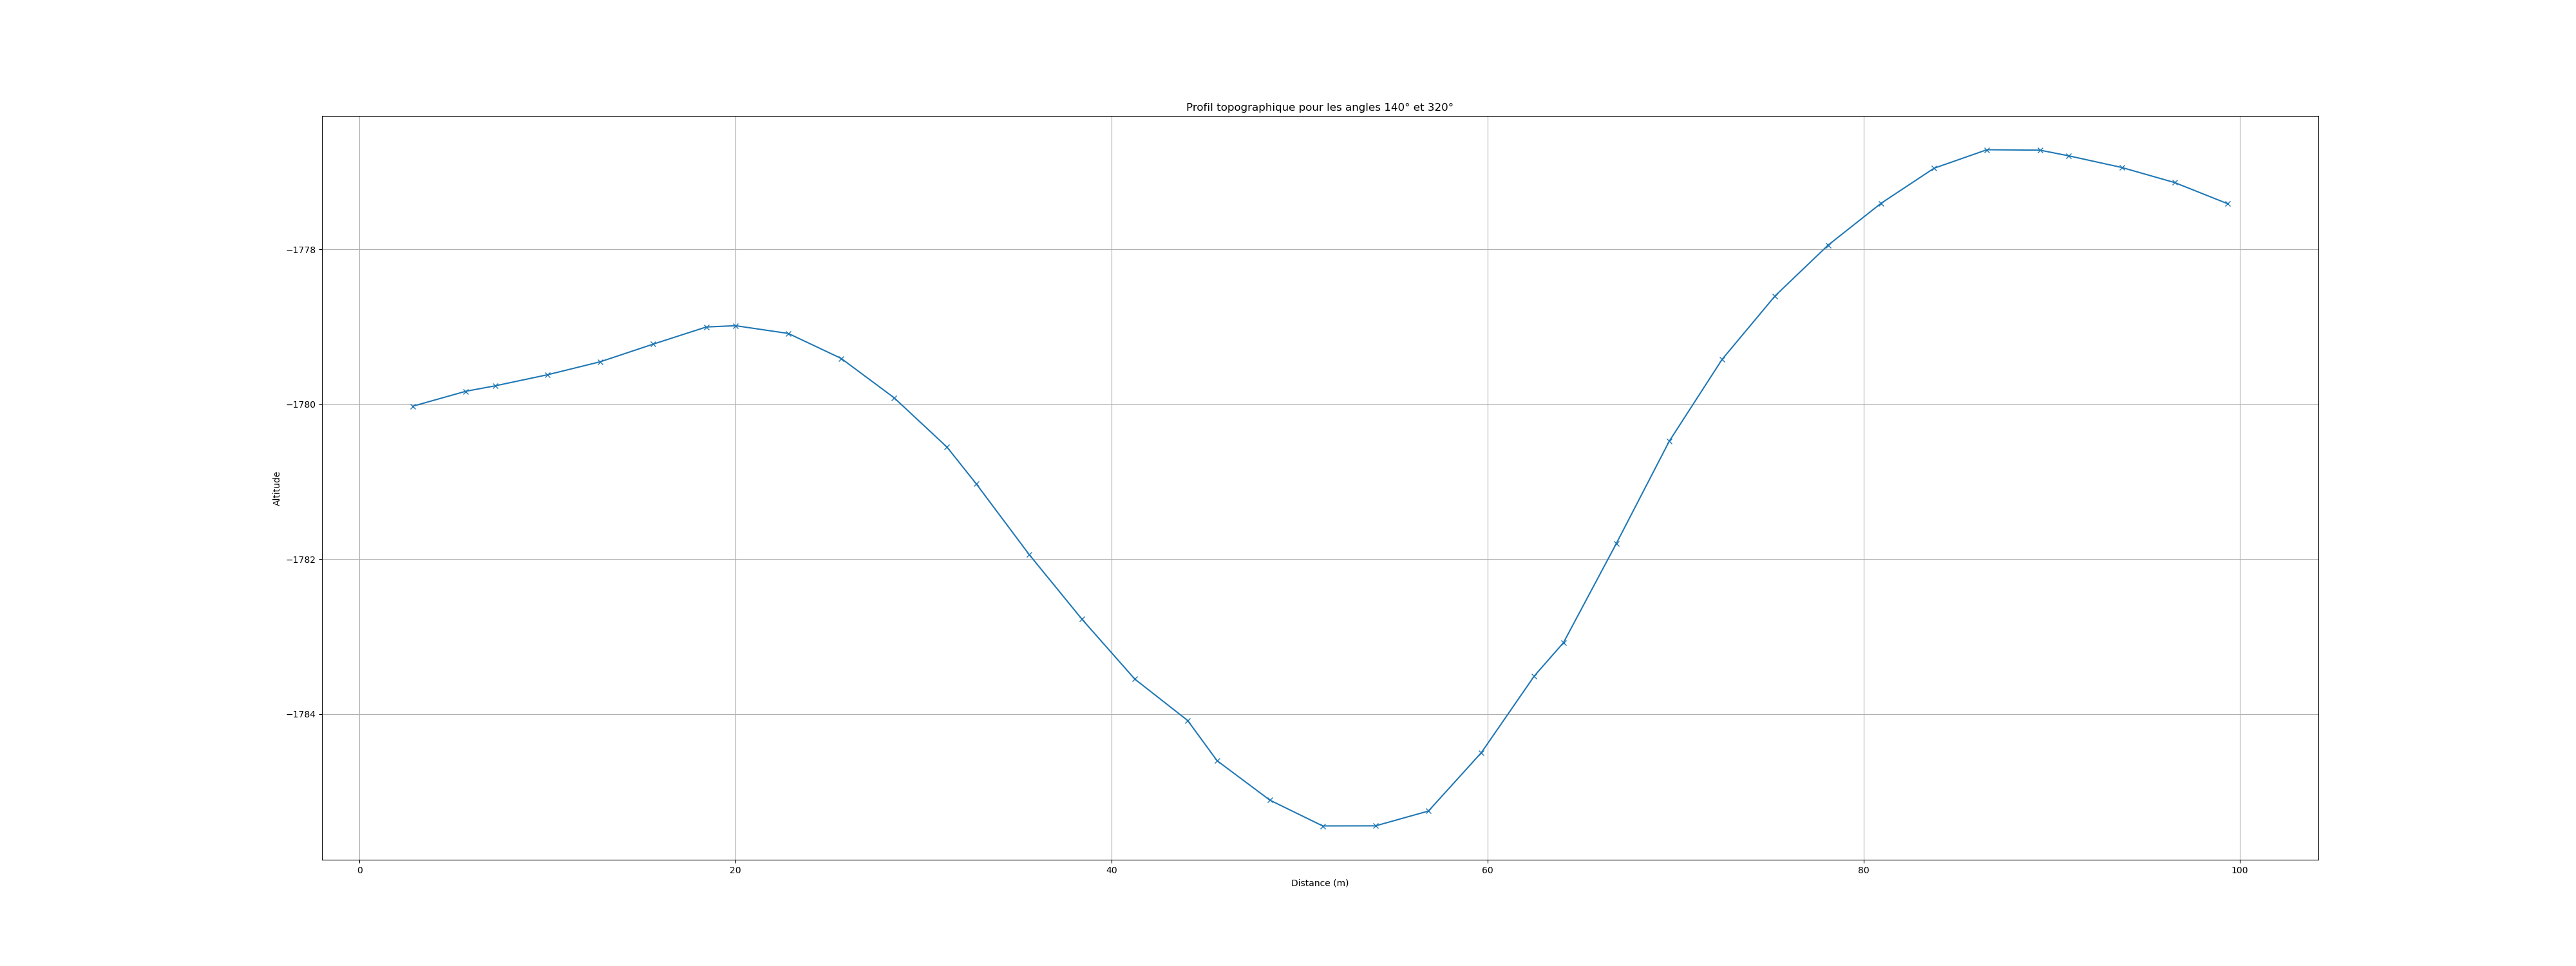 Profil topographique pour les angles 140° et 320°
Altitude
−1778
−1780
−1782
−1784
0 20 40 60 80 100
Distance (m)